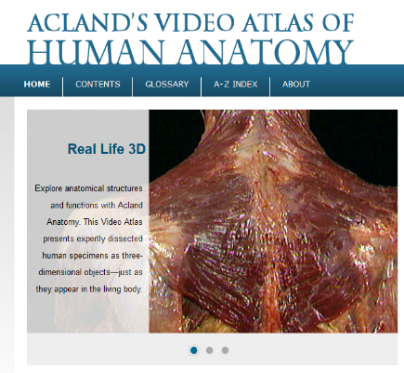 ACLAND'S VIDEO ATLAS OF
HUMAN ANATOMY
HOME
CONTENTS
GLOSSARY
A-Z INDEX
ABOUT
Real Life 3D
Explore anatomical structures
and functions with Acland
Anatomy. This Video Atlas
presents expertly dissected
human specimens as three-
dimensional objects—just as
they appear in the living body.